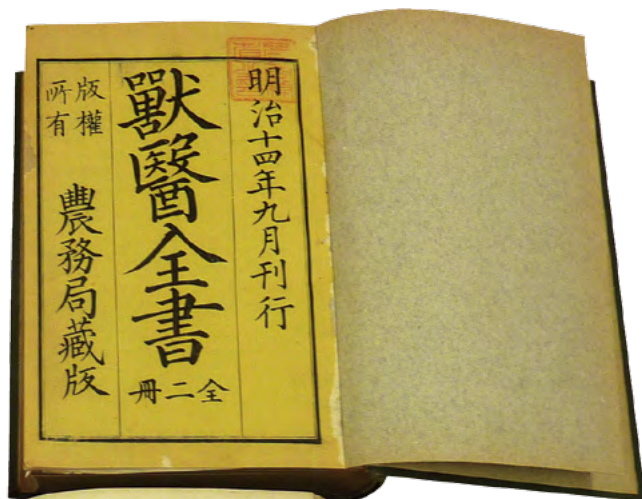 明治十四年九月刊行
獸醫全書
全二冊
版權所有
農務局藏版